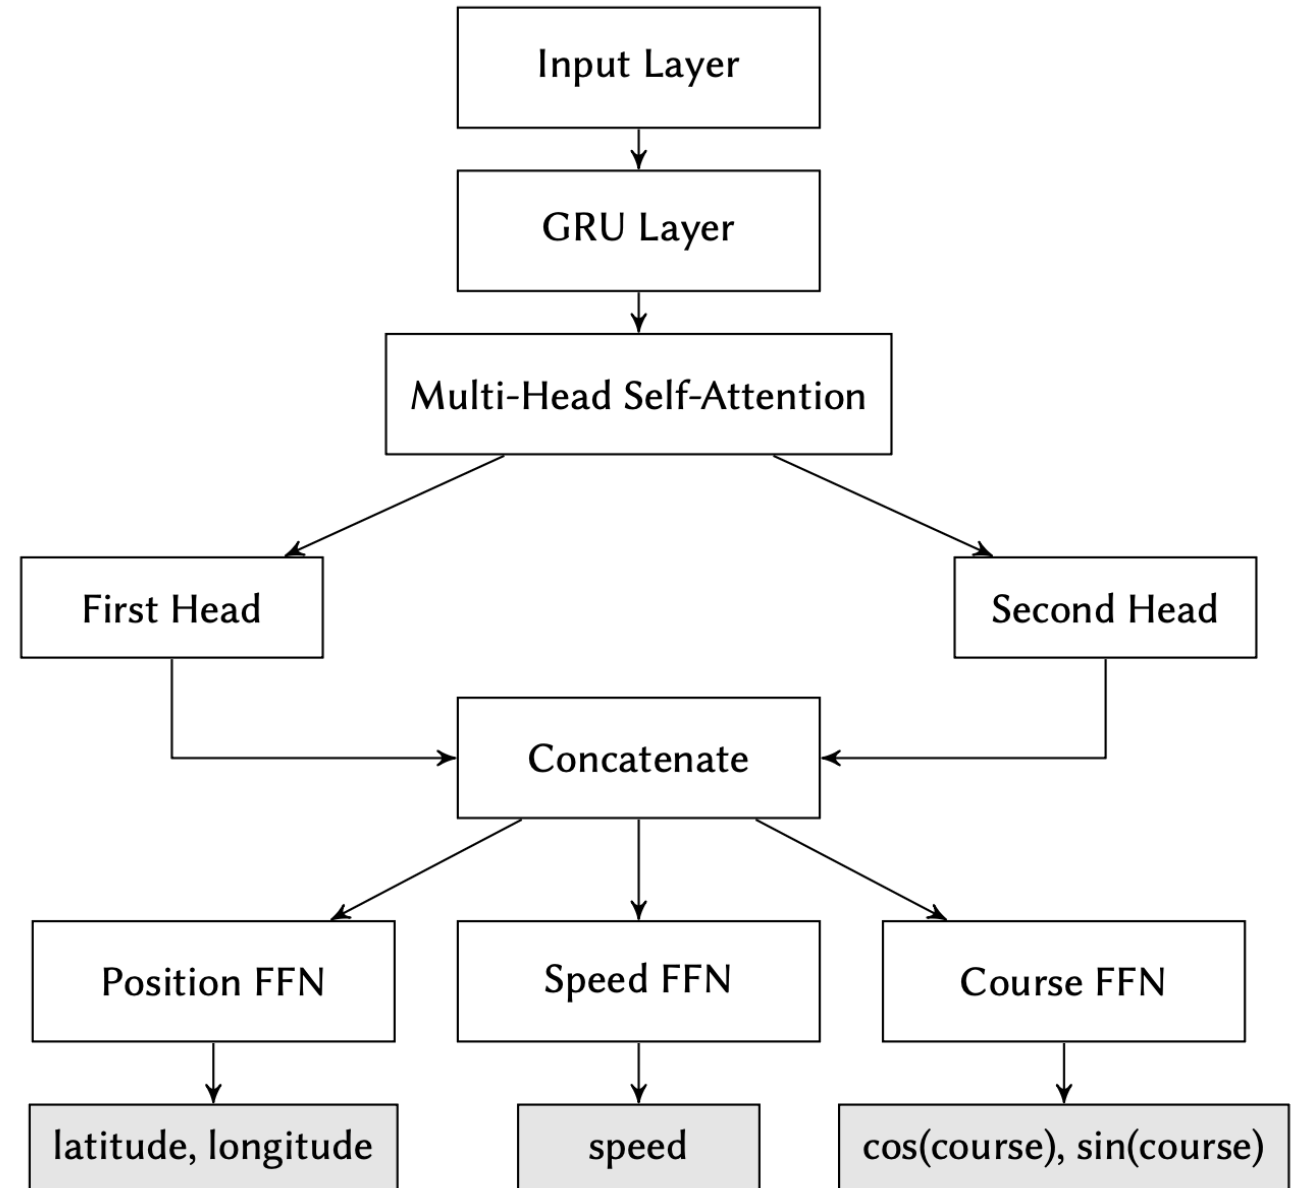 Input Layer
GRU Layer
Multi-Head Self-Attention
First Head
Second Head
Concatenate
Position FFN
Speed FFN
Course FFN
latitude, longitude
speed
cos(course), sin(course)